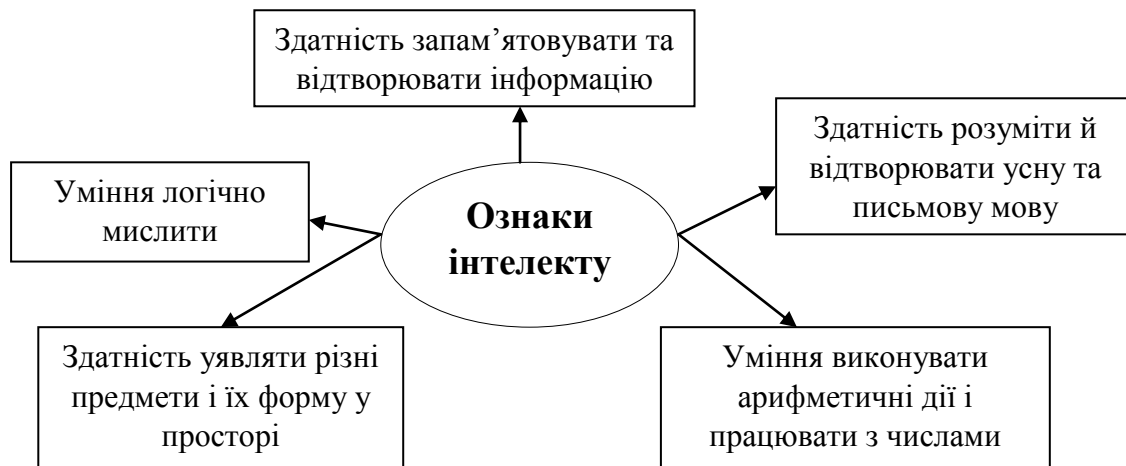 Здатність запам’ятовувати та
відтворювати інформацію
Здатність розуміти й
відтворювати усну та
письмову мову
Уміння логічно
мислити
Ознаки
інтелекту
Здатність уявляти різні
предмети і їх форму у
просторі
Уміння виконувати
арифметичні дії і
працювати з числами